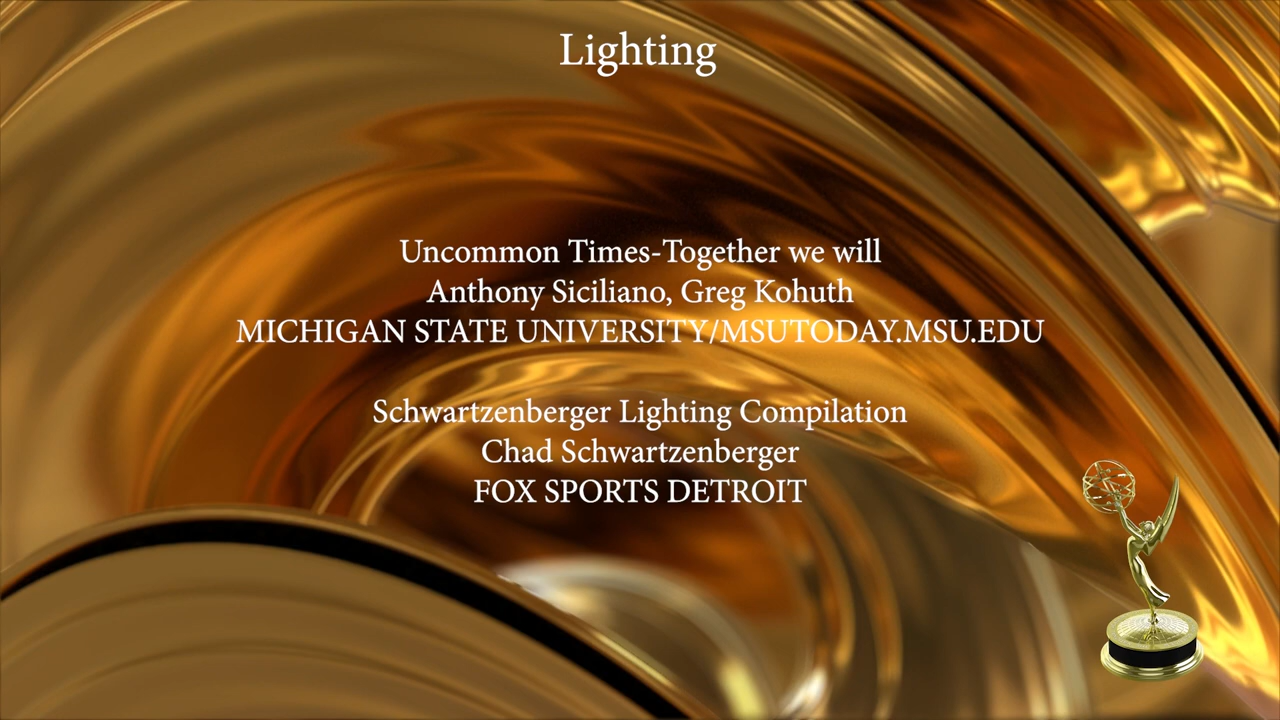 Lighting
Uncommon Times-Together we will
Anthony Siciliano, Greg Kohuth
MICHIGAN STATE UNIVERSITY/MSUTODAY.MSU.EDU
Schwartzenberger Lighting Compilation
Chad Schwartzenberger
FOX SPORTS DETROIT